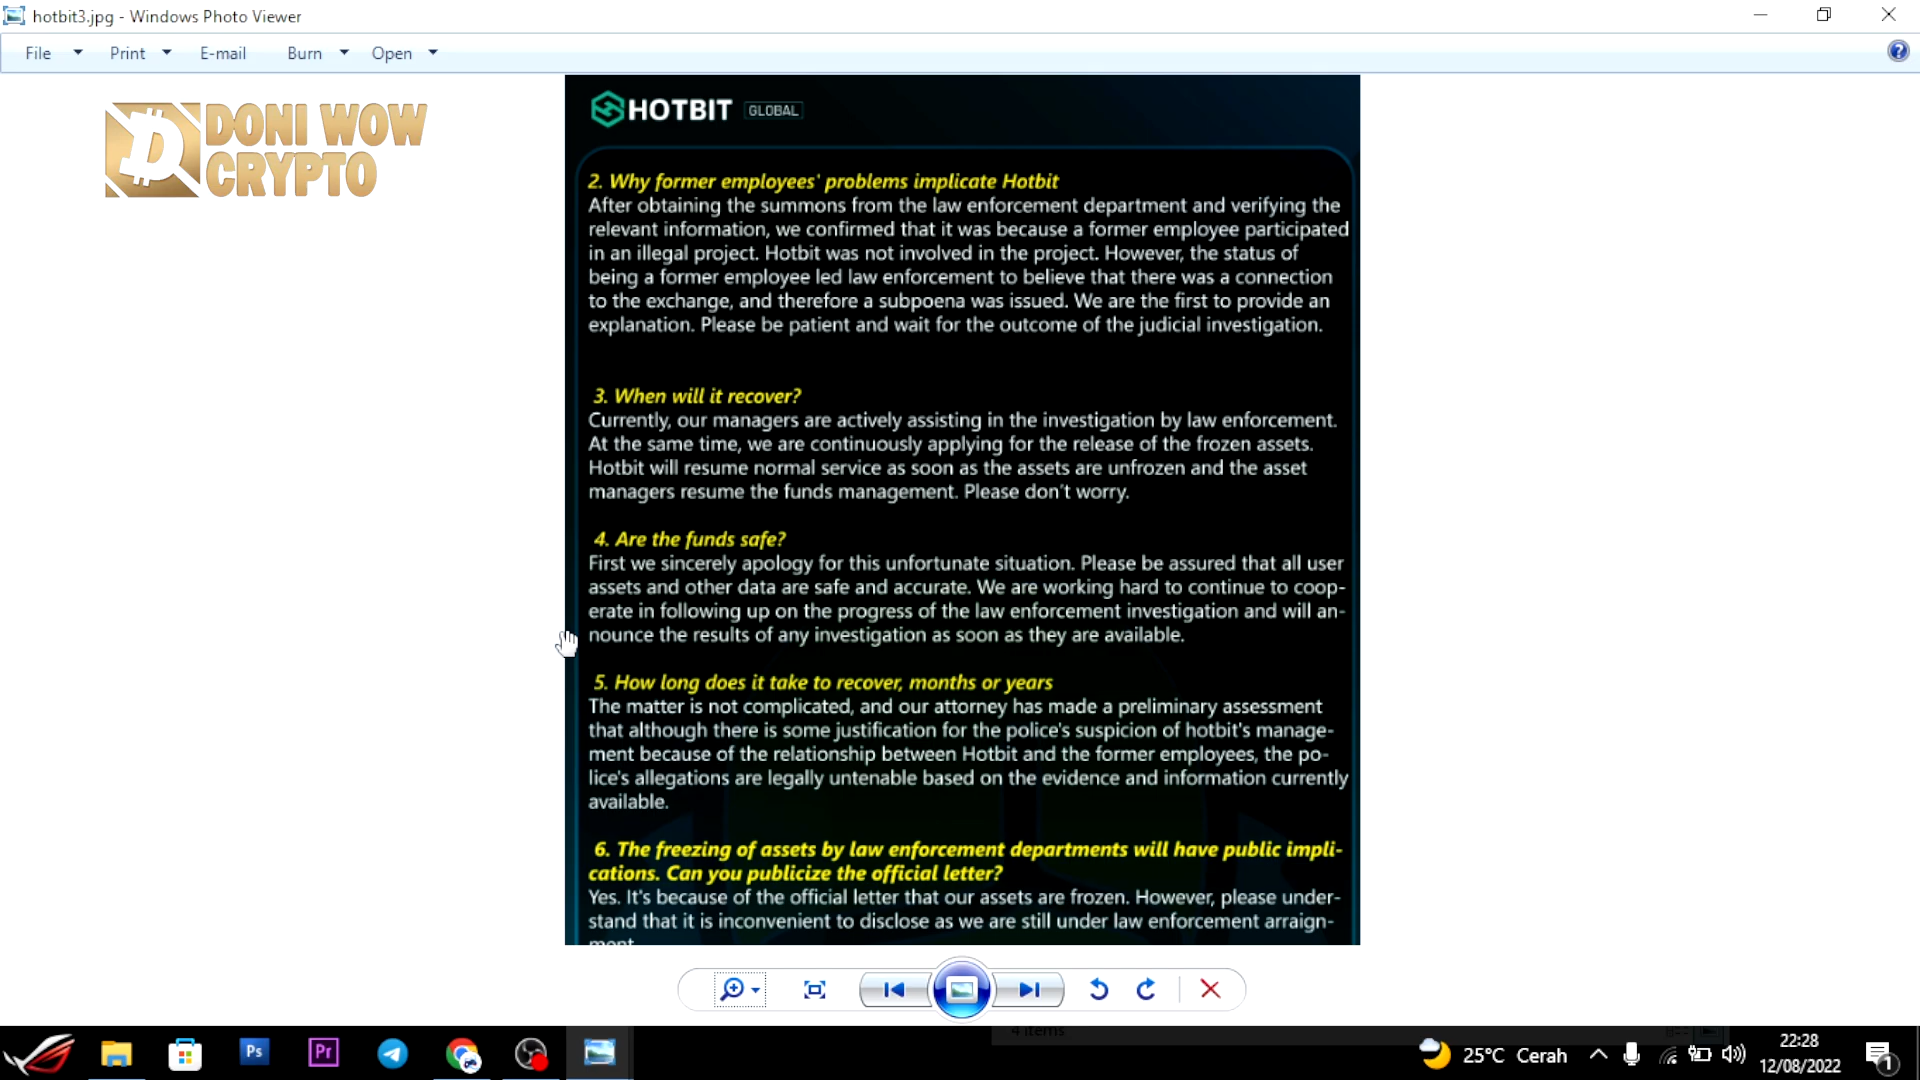 hotbit3.jpg - Windows Photo Viewer
File Print E-mail Burn Open
DONI WOW
CRYPTO
HOTBIT GLOBAL
2. Why former employees' problems implicate Hotbit
After obtaining the summons from the law enforcement department and verifying the
relevant information, we confirmed that it was because a former employee participated
in an illegal project. Hotbit was not involved in the project. However, the status of
being a former employee led law enforcement to believe that there was a connection
to the exchange, and therefore a subpoena was issued. We are the first to provide an
explanation. Please be patient and wait for the outcome of the judicial investigation.
3. When will it recover?
Currently, our managers are actively assisting in the investigation by law enforcement.
At the same time, we are continuously applying for the release of the frozen assets.
Hotbit will resume normal service as soon as the assets are unfrozen and the asset
managers resume the funds management. Please don't worry.
4. Are the funds safe?
First we sincerely apology for this unfortunate situation. Please be assured that all user
assets and other data are safe and accurate. We are working hard to continue to coop-
erate in following up on the progress of the law enforcement investigation and will an-
nounce the results of any investigation as soon as they are available.
5. How long does it take to recover, months or years
The matter is not complicated, and our attorney has made a preliminary assessment
that although there is some justification for the police's suspicion of hotbit's manage-
ment because of the relationship between Hotbit and the former employees, the po-
lice's allegations are legally untenable based on the evidence and information currently
available.
6. The freezing of assets by law enforcement departments will have public impli-
cations. Can you publicize the official letter?
Yes. It's because of the official letter that our assets are frozen. However, please under-
stand that it is inconvenient to disclose as we are still under law enforcement arraign-
ment
4 items
Ps
Pr
25°C Cerah
22:28
12/08/2022
1